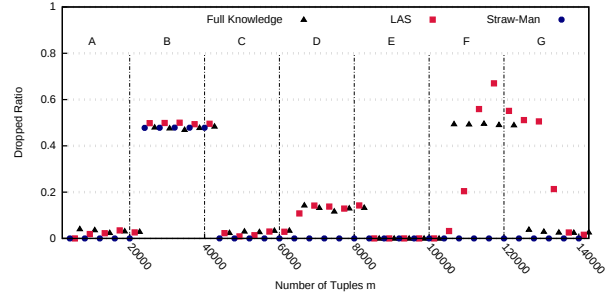 Full Knowledge LAS Straw-Man
1
A B C D E F G
0.8
0.6
0.4
0.2
0
Dropped Ratio
20000 40000 60000 80000 100000 120000 140000
Number of Tuples m